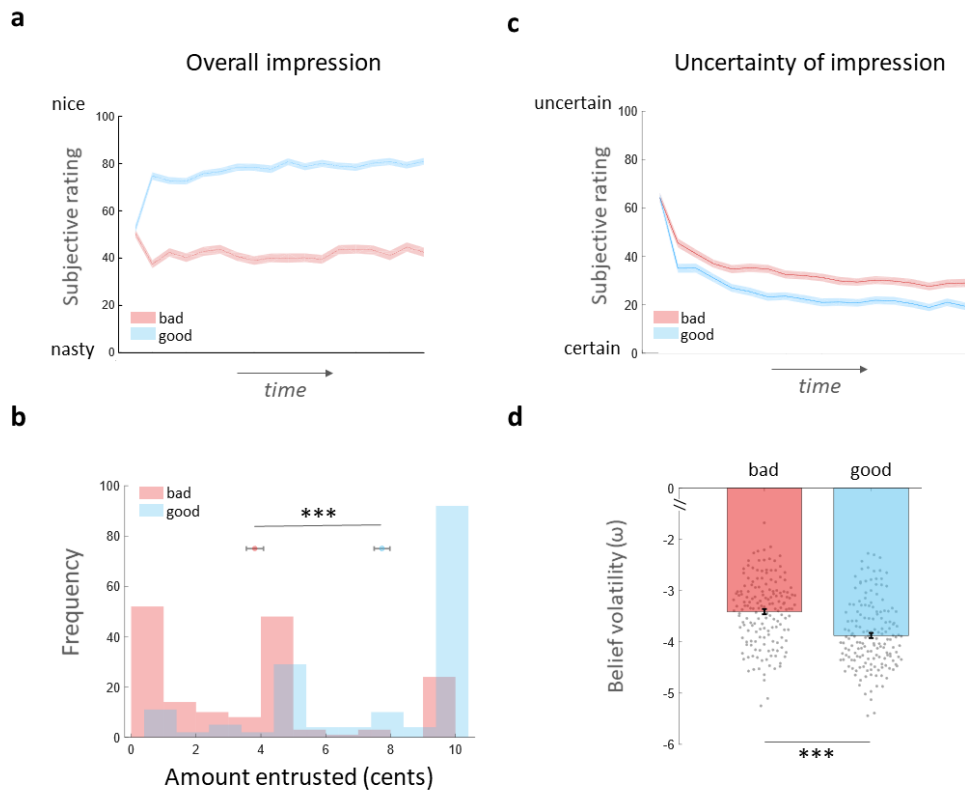 a
Overall impression
nice
100
80
60
40
20
0
Subjective rating
bad
good
nasty
time
c
Uncertainty of impression
uncertain
100
80
60
40
20
0
Subjective rating
bad
good
certain
time
b
bad
good
***
100
80
60
40
20
0
Frequency
0 2 4 6 8 10
Amount entrusted (cents)
d
bad good
0
-2
-3
-4
-5
-6
Belief volatility (ω)
***